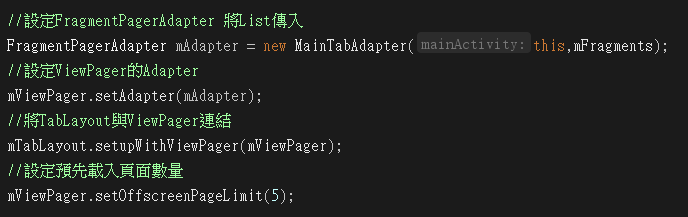 //設定FragmentPagerAdapter 將List傳入
FragmentPagerAdapter mAdapter = new MainTabAdapter( mainActivity: this,mFragments);
//設定ViewPager的Adapter
mViewPager.setAdapter(mAdapter);
//將TabLayout與ViewPager連結
mTabLayout.setupWithViewPager(mViewPager);
//設定預先載入頁面數量
mViewPager.setOffscreenPageLimit(5);